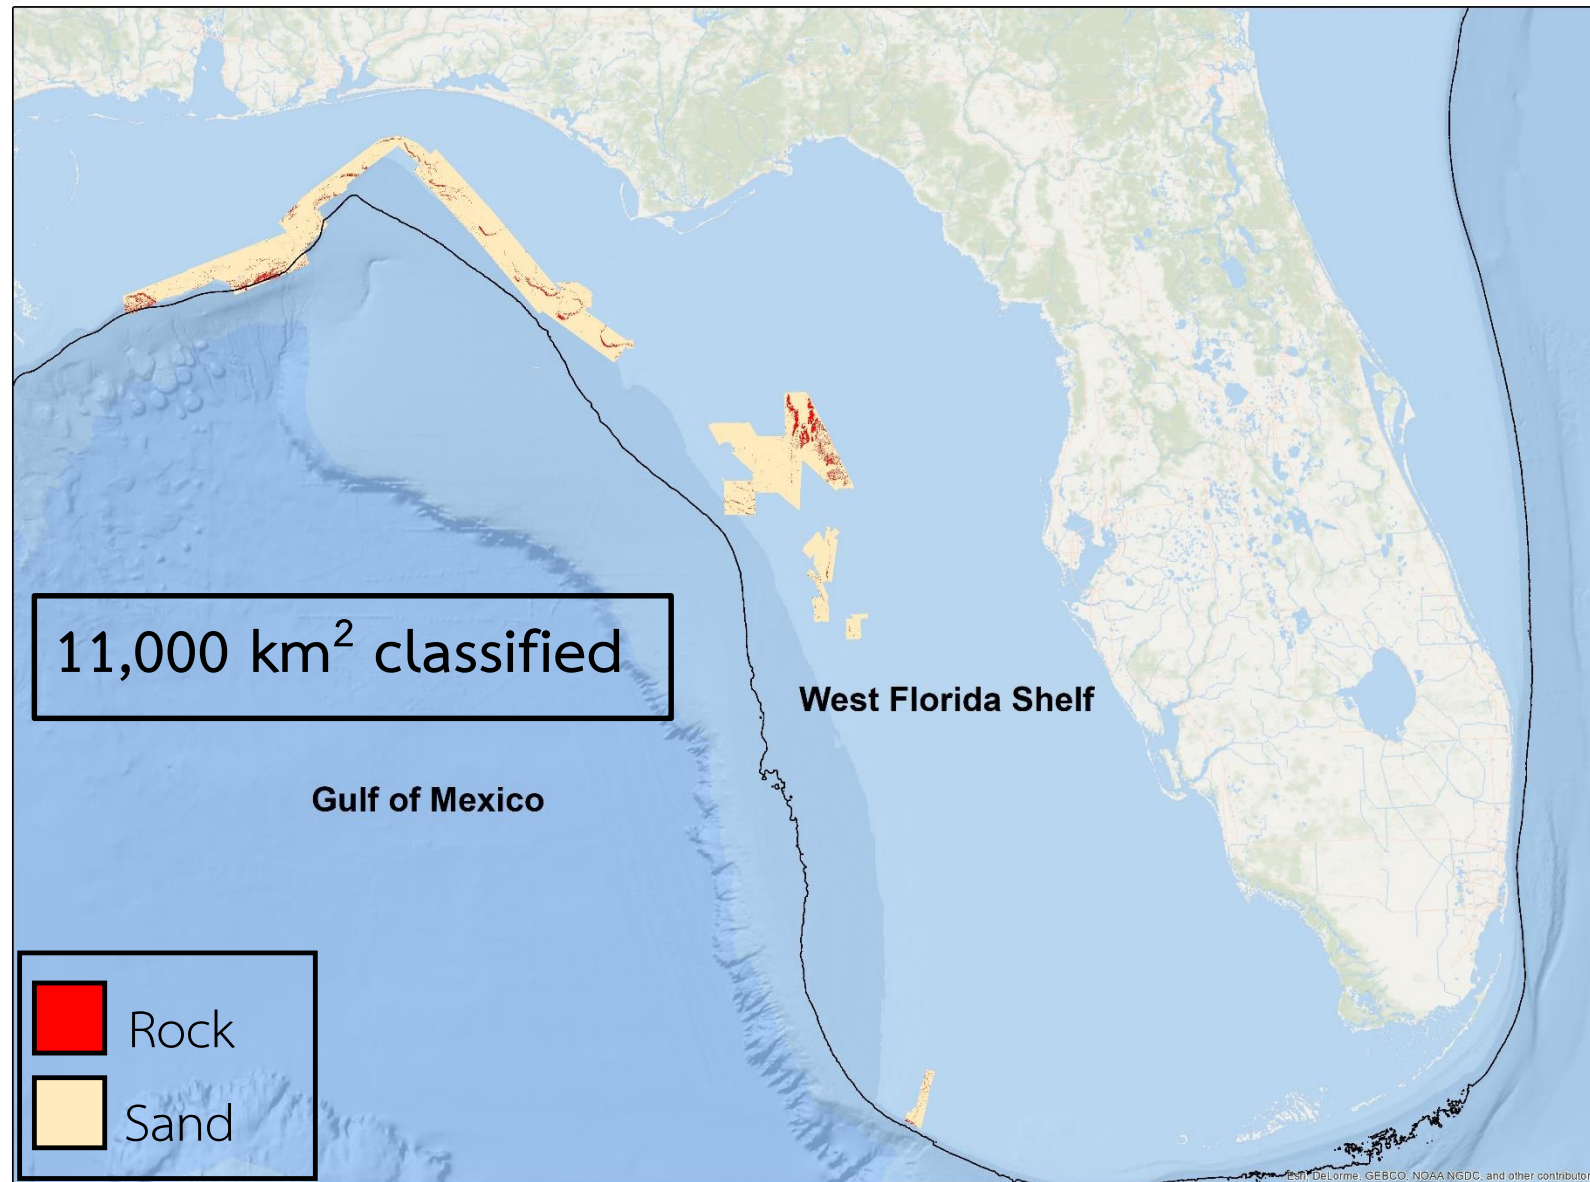 11,000 km² classified
West Florida Shelf
Gulf of Mexico
Rock
Sand
Esri, DeLorme, GEBCO, NOAA NGDC, and other contributor